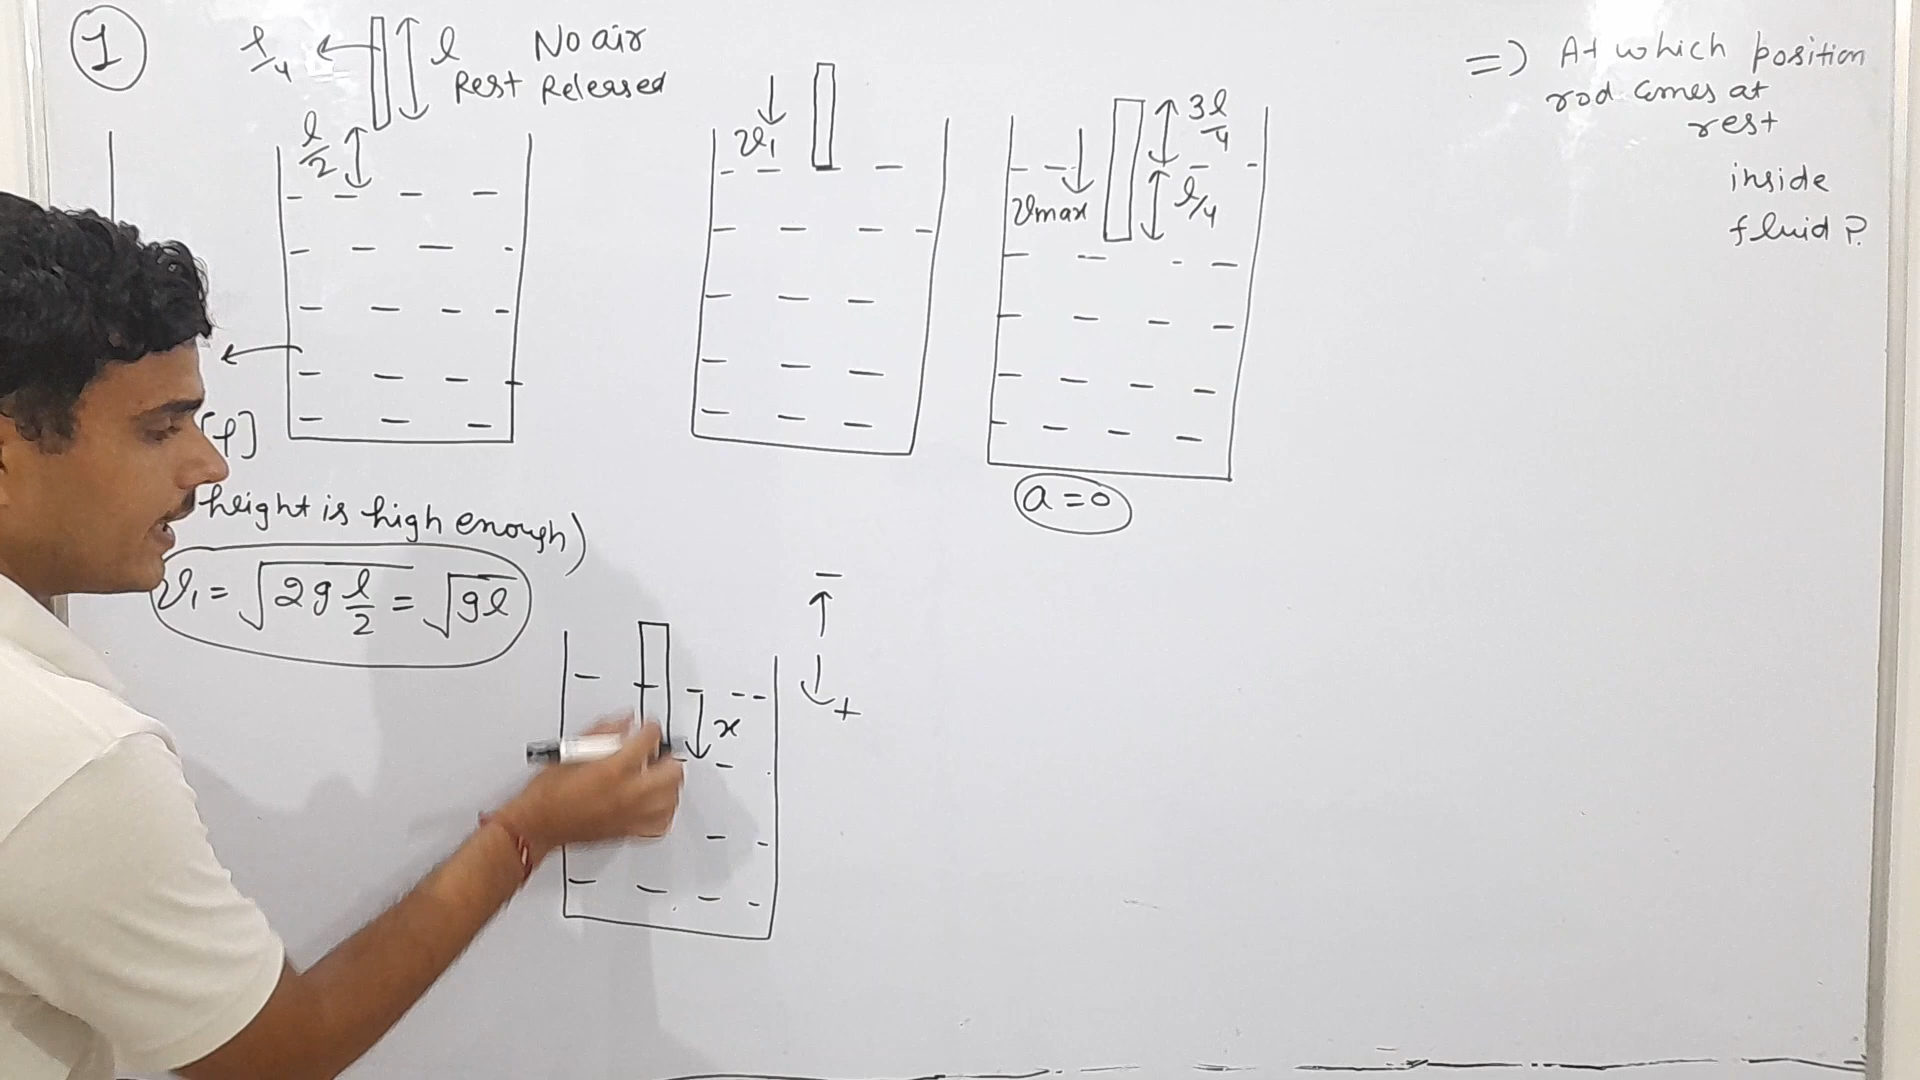 1
ρ/4
l
No air
Rest Released
l/2
v₁
3l/4
vmax
l/4
=) At which position
rod comes at
rest
inside
fluid ?
[ρ]
height is high enough)
a = 0
v₁ = √2g l/2 = √gl
−
x
+